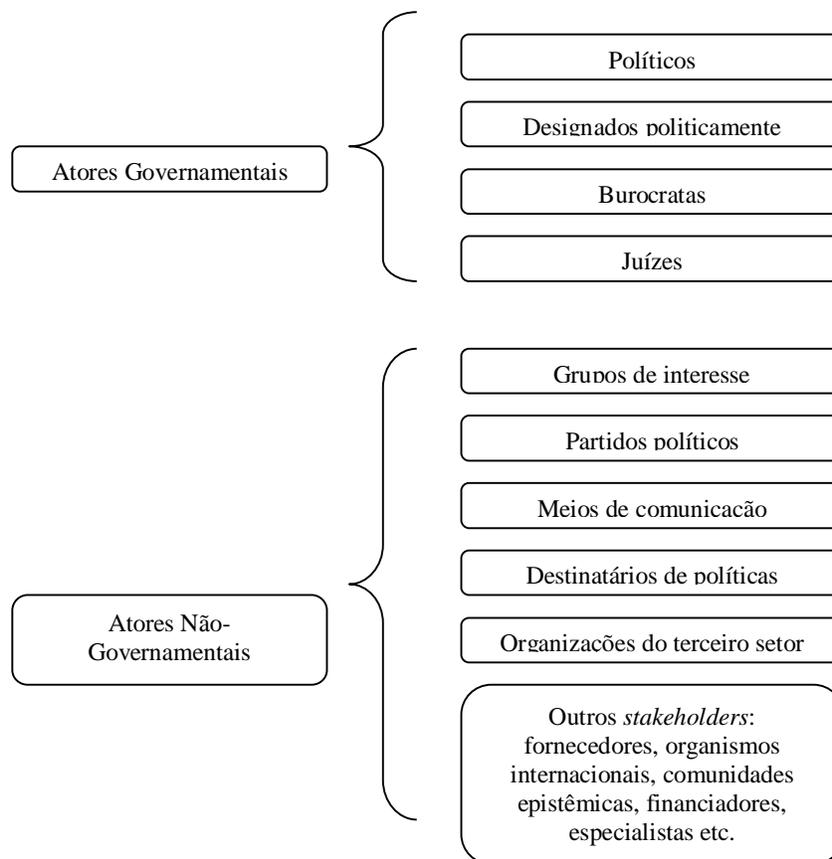 Políticos
Designados politicamente
Atores Governamentais
Burocratas
Juízes
Grupos de interesse
Partidos políticos
Meios de comunicação
Destinatários de políticas
Atores Não-
Governamentais
Organizações do terceiro setor
Outros stakeholders:
fornecedores, organismos
internacionais, comunidades
epistêmicas, financiadores,
especialistas etc.